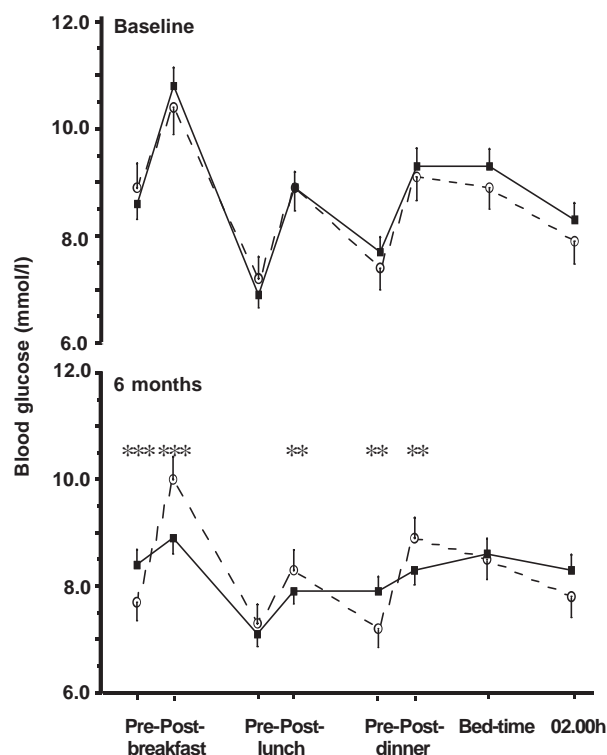 12.0
Baseline
10.0
8.0
6.0
Blood glucose (mmol/l)
12.0
6 months
*** *** ** ** **
10.0
8.0
6.0
Pre-Post- Pre-Post- Pre-Post- Bed-time 02.00h
breakfast lunch dinner